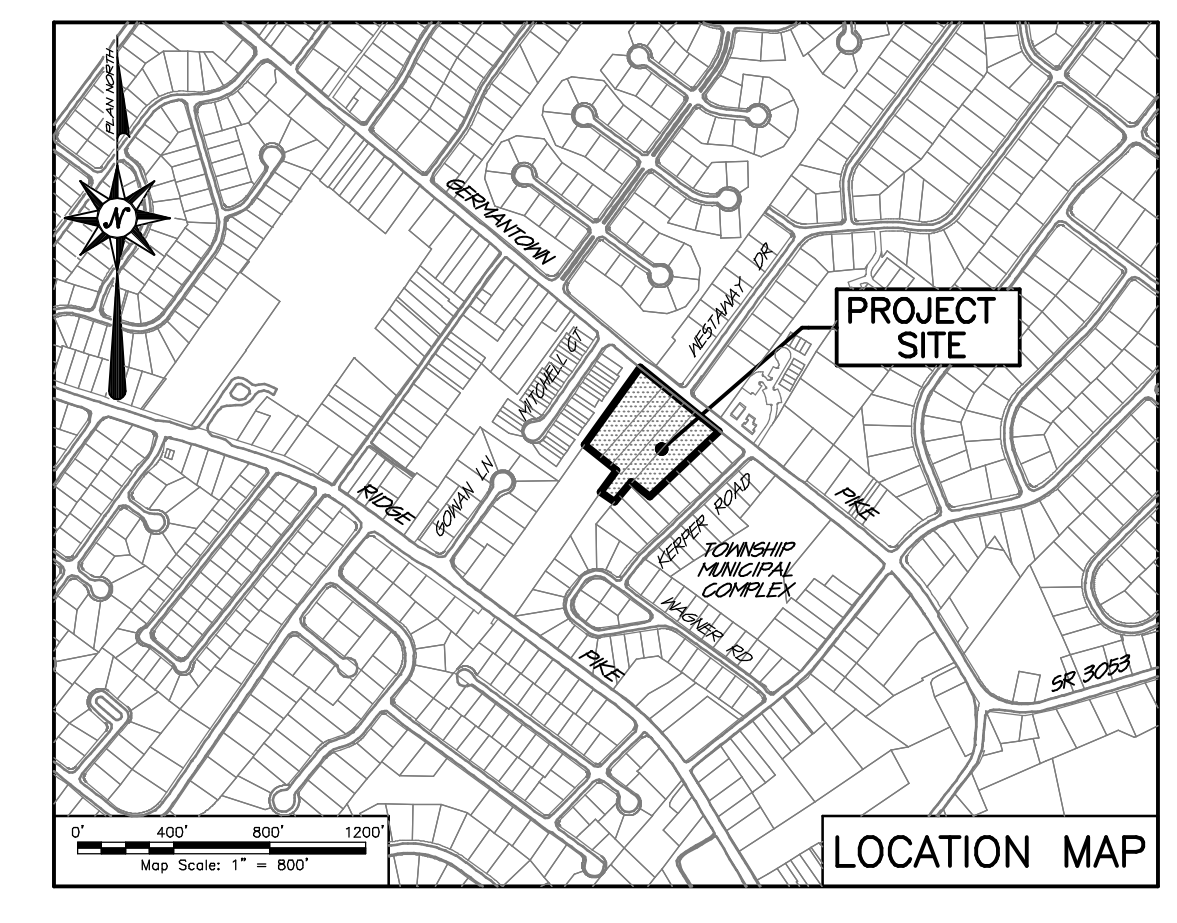 PLAN NORTH
N
GERMANTOWN
WESTAWAY DR
PROJECT
SITE
MITCHELL CT
GOWAN LN
RIDGE
PIKE
KERPER ROAD
TOWNSHIP
MUNICIPAL
COMPLEX
WAGNER RD
PIKE
SR 3053
0' 400' 800' 1200'
Map Scale: 1" = 800'
LOCATION MAP